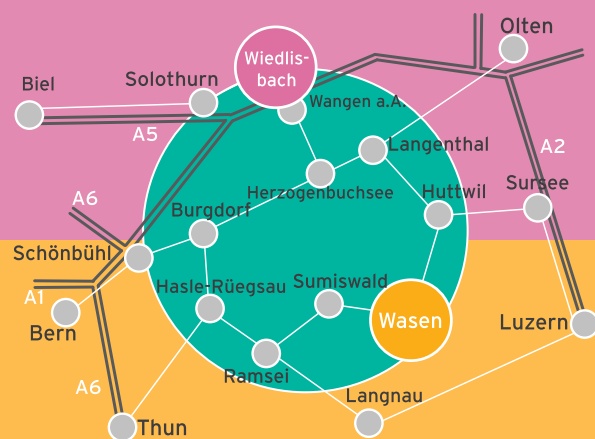 Olten
Wiedlis-
bach
Solothurn
Biel
Wangen a.A.
A5
Langenthal
A2
Herzogenbuchsee
Huttwil
Sursee
A6
Burgdorf
Schönbühl
Hasle-Rüegsau
Sumiswald
A1
Wasen
Luzern
Bern
Ramsei
A6
Langnau
Thun